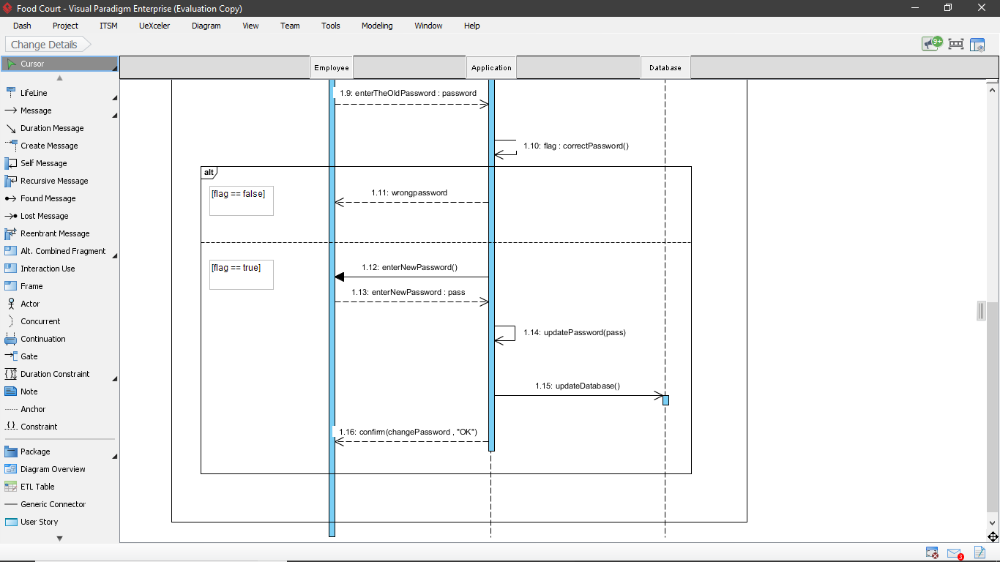 Food Court - Visual Paradigm Enterprise (Evaluation Copy)
Dash Project ITSM UeXceler Diagram View Team Tools Modeling Window Help
Change Details
9+
Cursor
LifeLine
Message
Duration Message
Create Message
Self Message
Recursive Message
Found Message
Lost Message
Reentrant Message
Alt. Combined Fragment
Interaction Use
Frame
Actor
Concurrent
Continuation
Gate
Duration Constraint
Note
Anchor
Constraint
Package
Diagram Overview
ETL Table
Generic Connector
User Story
Employee Application Database
1.9: enterTheOldPassword : password
1.10: flag : correctPassword()
alt
[flag == false]
1.11: wrongpassword
[flag == true]
1.12: enterNewPassword()
1.13: enterNewPassword : pass
1.14: updatePassword(pass)
1.15: updateDatabase()
1.16: confirm(changePassword , "OK")
3